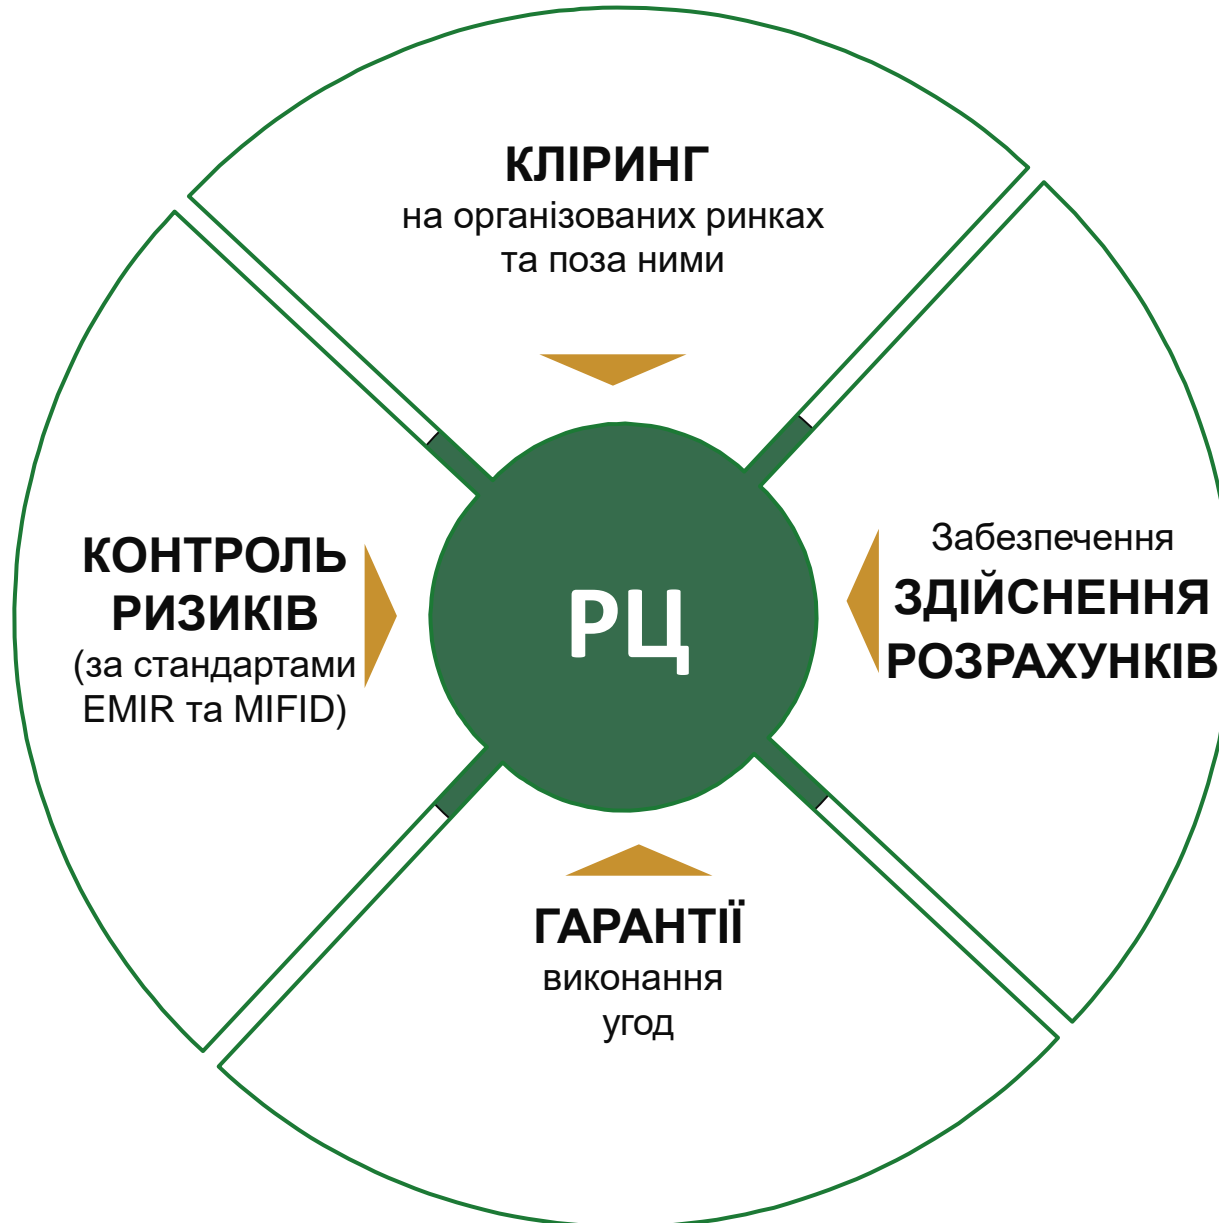 КЛІРИНГ
на організованих ринках
та поза ними
КОНТРОЛЬ
РИЗИКІВ
(за стандартами
EMIR та MIFID)
РЦ
Забезпечення
ЗДІЙСНЕННЯ
РОЗРАХУНКІВ
ГАРАНТІЇ
виконання
угод